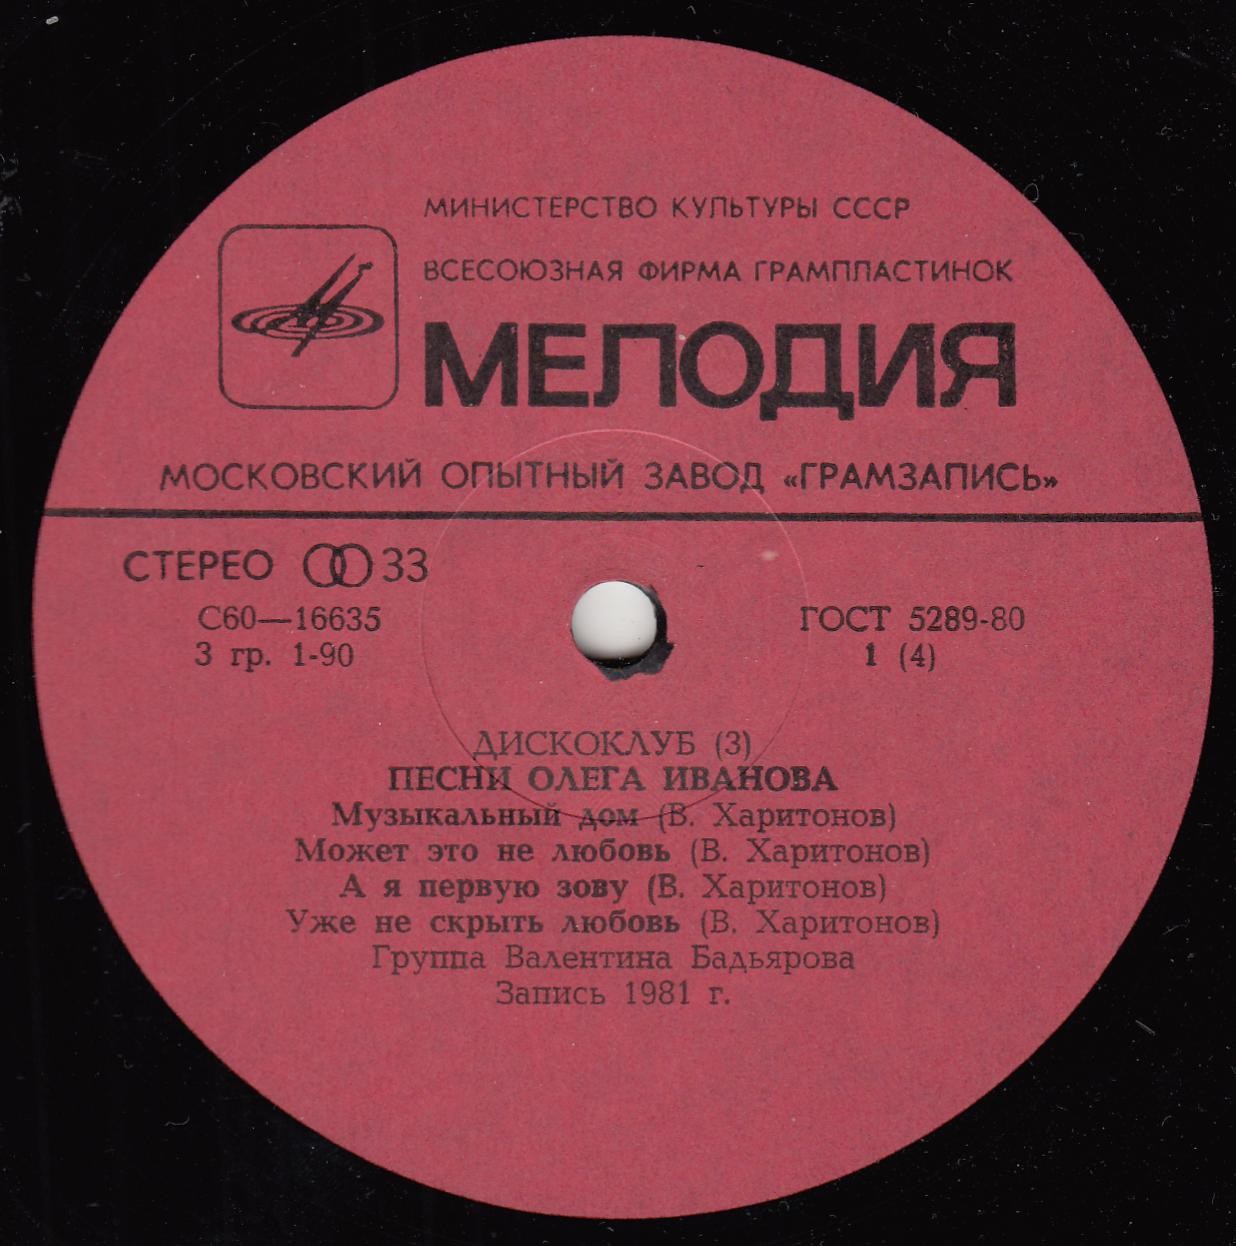 МИНИСТЕРСТВО КУЛЬТУРЫ СССР
ВСЕСОЮЗНАЯ ФИРМА ГРАМПЛАСТИНОК
МЕЛОДИЯ
МОСКОВСКИЙ ОПЫТНЫЙ ЗАВОД «ГРАМЗАПИСЬ»
СТЕРЕО 33
С60—16635
ГОСТ 5289-80
3 гр. 1-90
1 (4)
ДИСКОКЛУБ (3)
ПЕСНИ ОЛЕГА ИВАНОВА
Музыкальный дом (В. Харитонов)
Может это не любовь (В. Харитонов)
А я первую зову (В. Харитонов)
Уже не скрыть любовь (В. Харитонов)
Группа Валентина Бадьярова
Запись 1981 г.